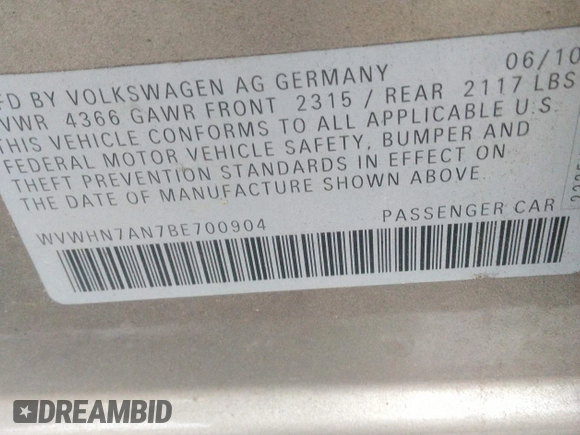 FD BY VOLKSWAGEN AG GERMANY 06/10
VWR 4366 GAWR FRONT 2315 / REAR 2117 LBS
THIS VEHICLE CONFORMS TO ALL APPLICABLE U.S.
FEDERAL MOTOR VEHICLE SAFETY, BUMPER AND
THEFT PREVENTION STANDARDS IN EFFECT ON
THE DATE OF MANUFACTURE SHOWN ABOVE.
WVWHN7AN7BE700904 PASSENGER CAR
DREAMBID